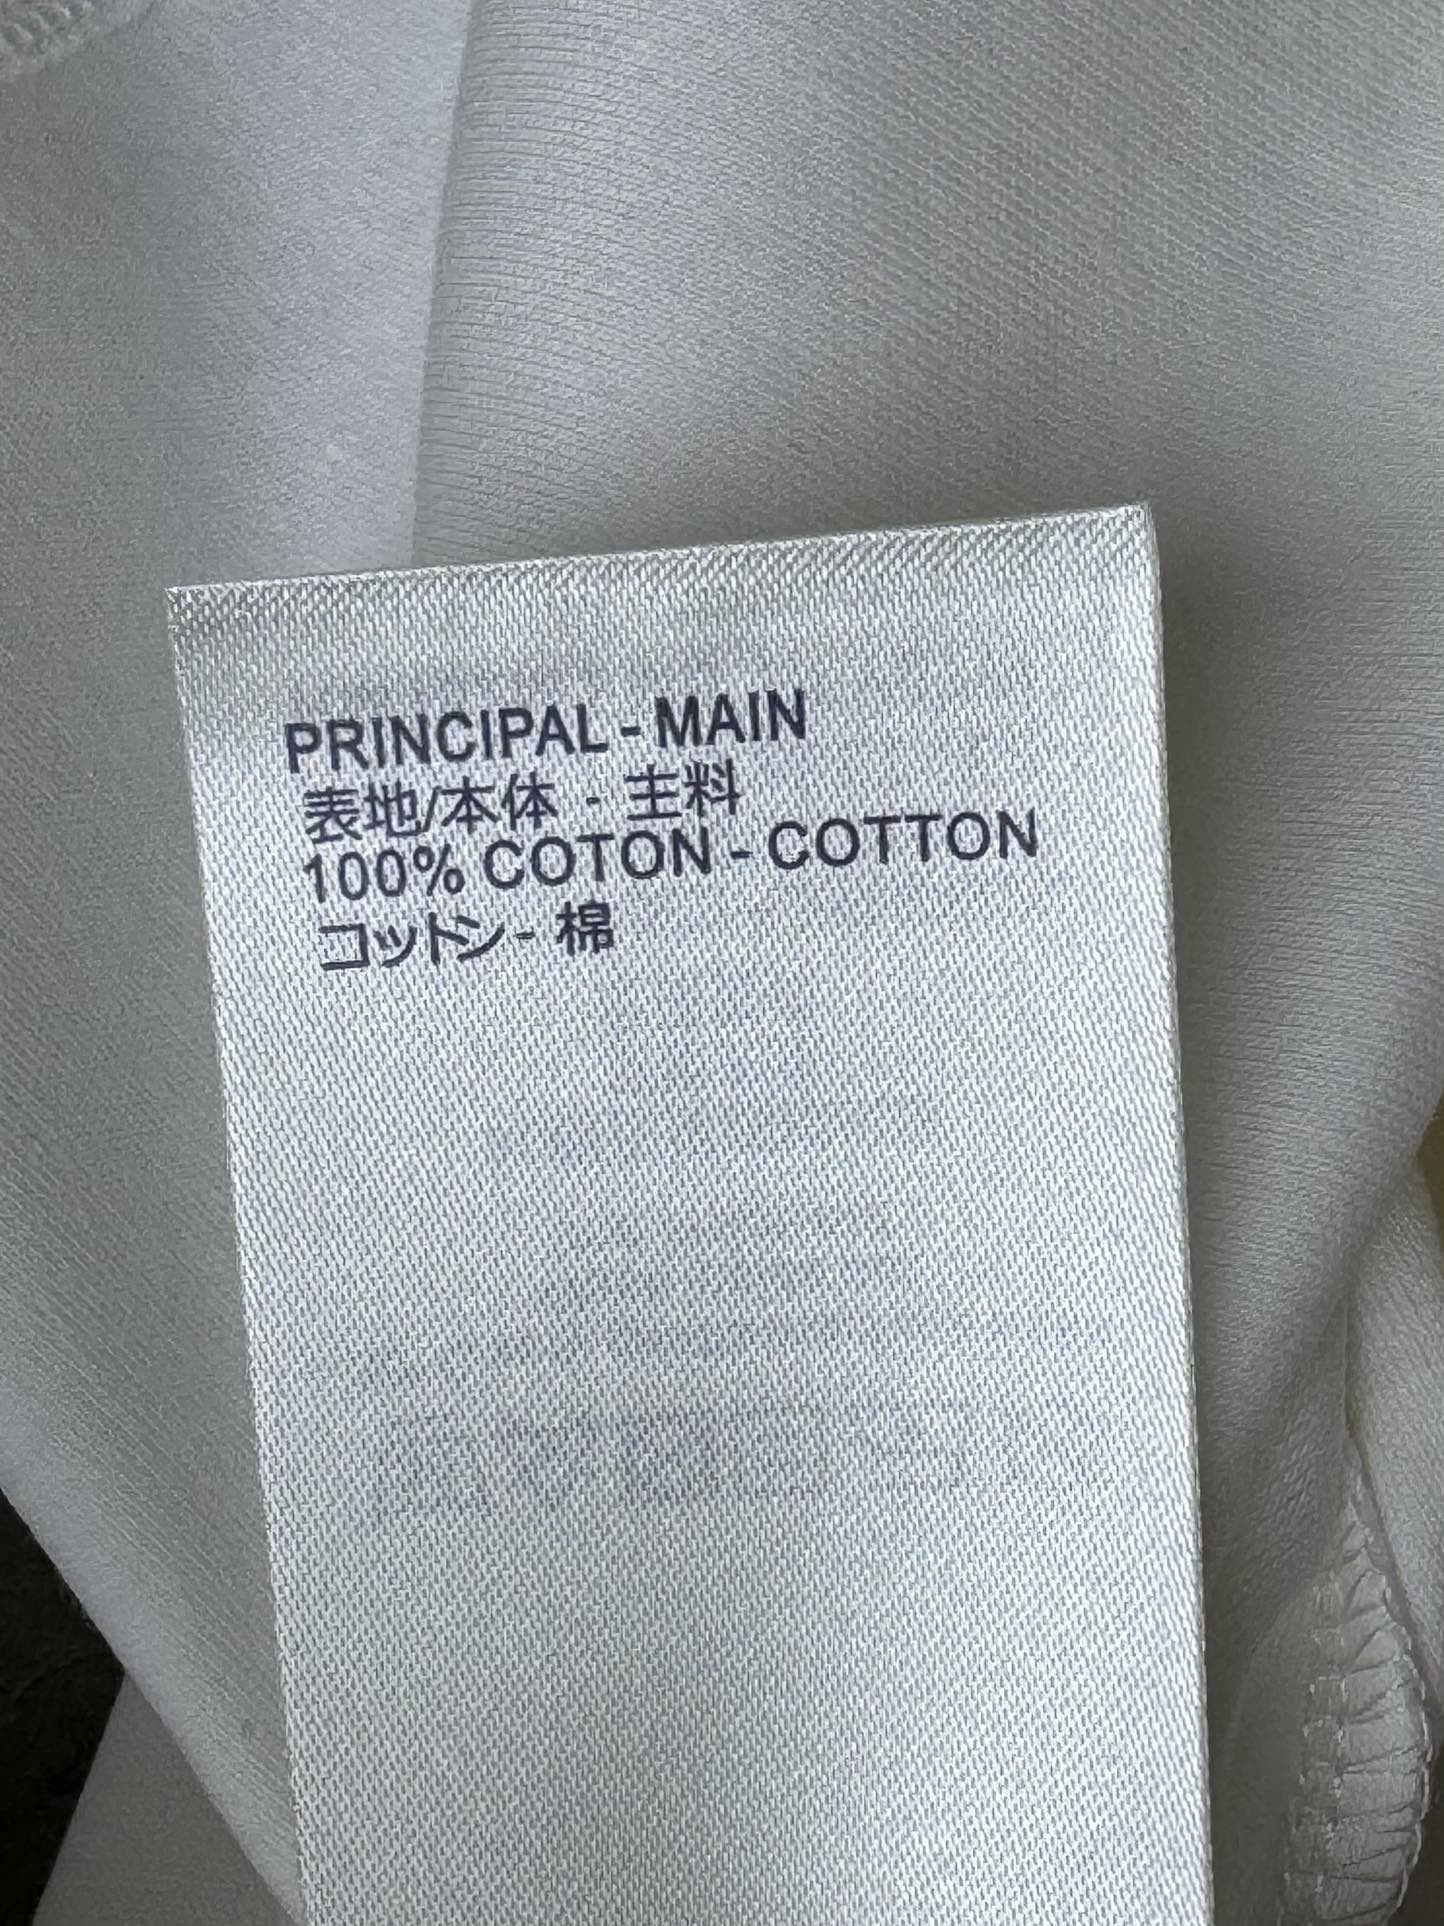 PRINCIPAL - MAIN
表地/本体 - 主料
100% COTON - COTTON
コットン - 棉